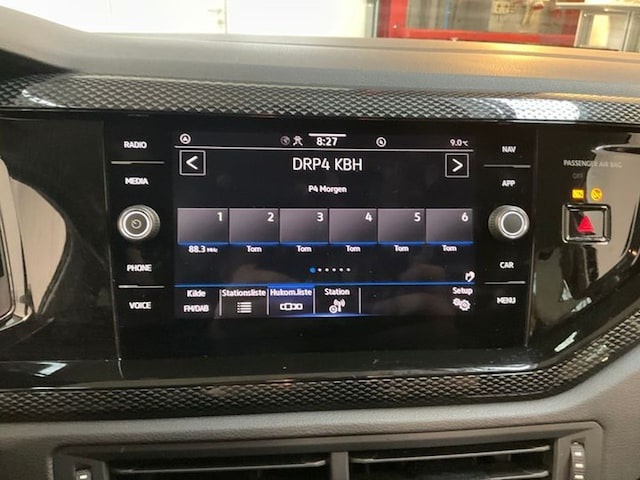 RADIO
MEDIA
PHONE
VOICE
8:27
9.0°C
DRP4 KBH
P4 Morgen
1 2 3 4 5 6
88.3 MHz Tom Tom Tom Tom Tom
Kilde Stationsliste Hukom.liste Station Setup
FM/DAB
NAV
APP
CAR
MENU
PASSENGER AIR BAG
OFF